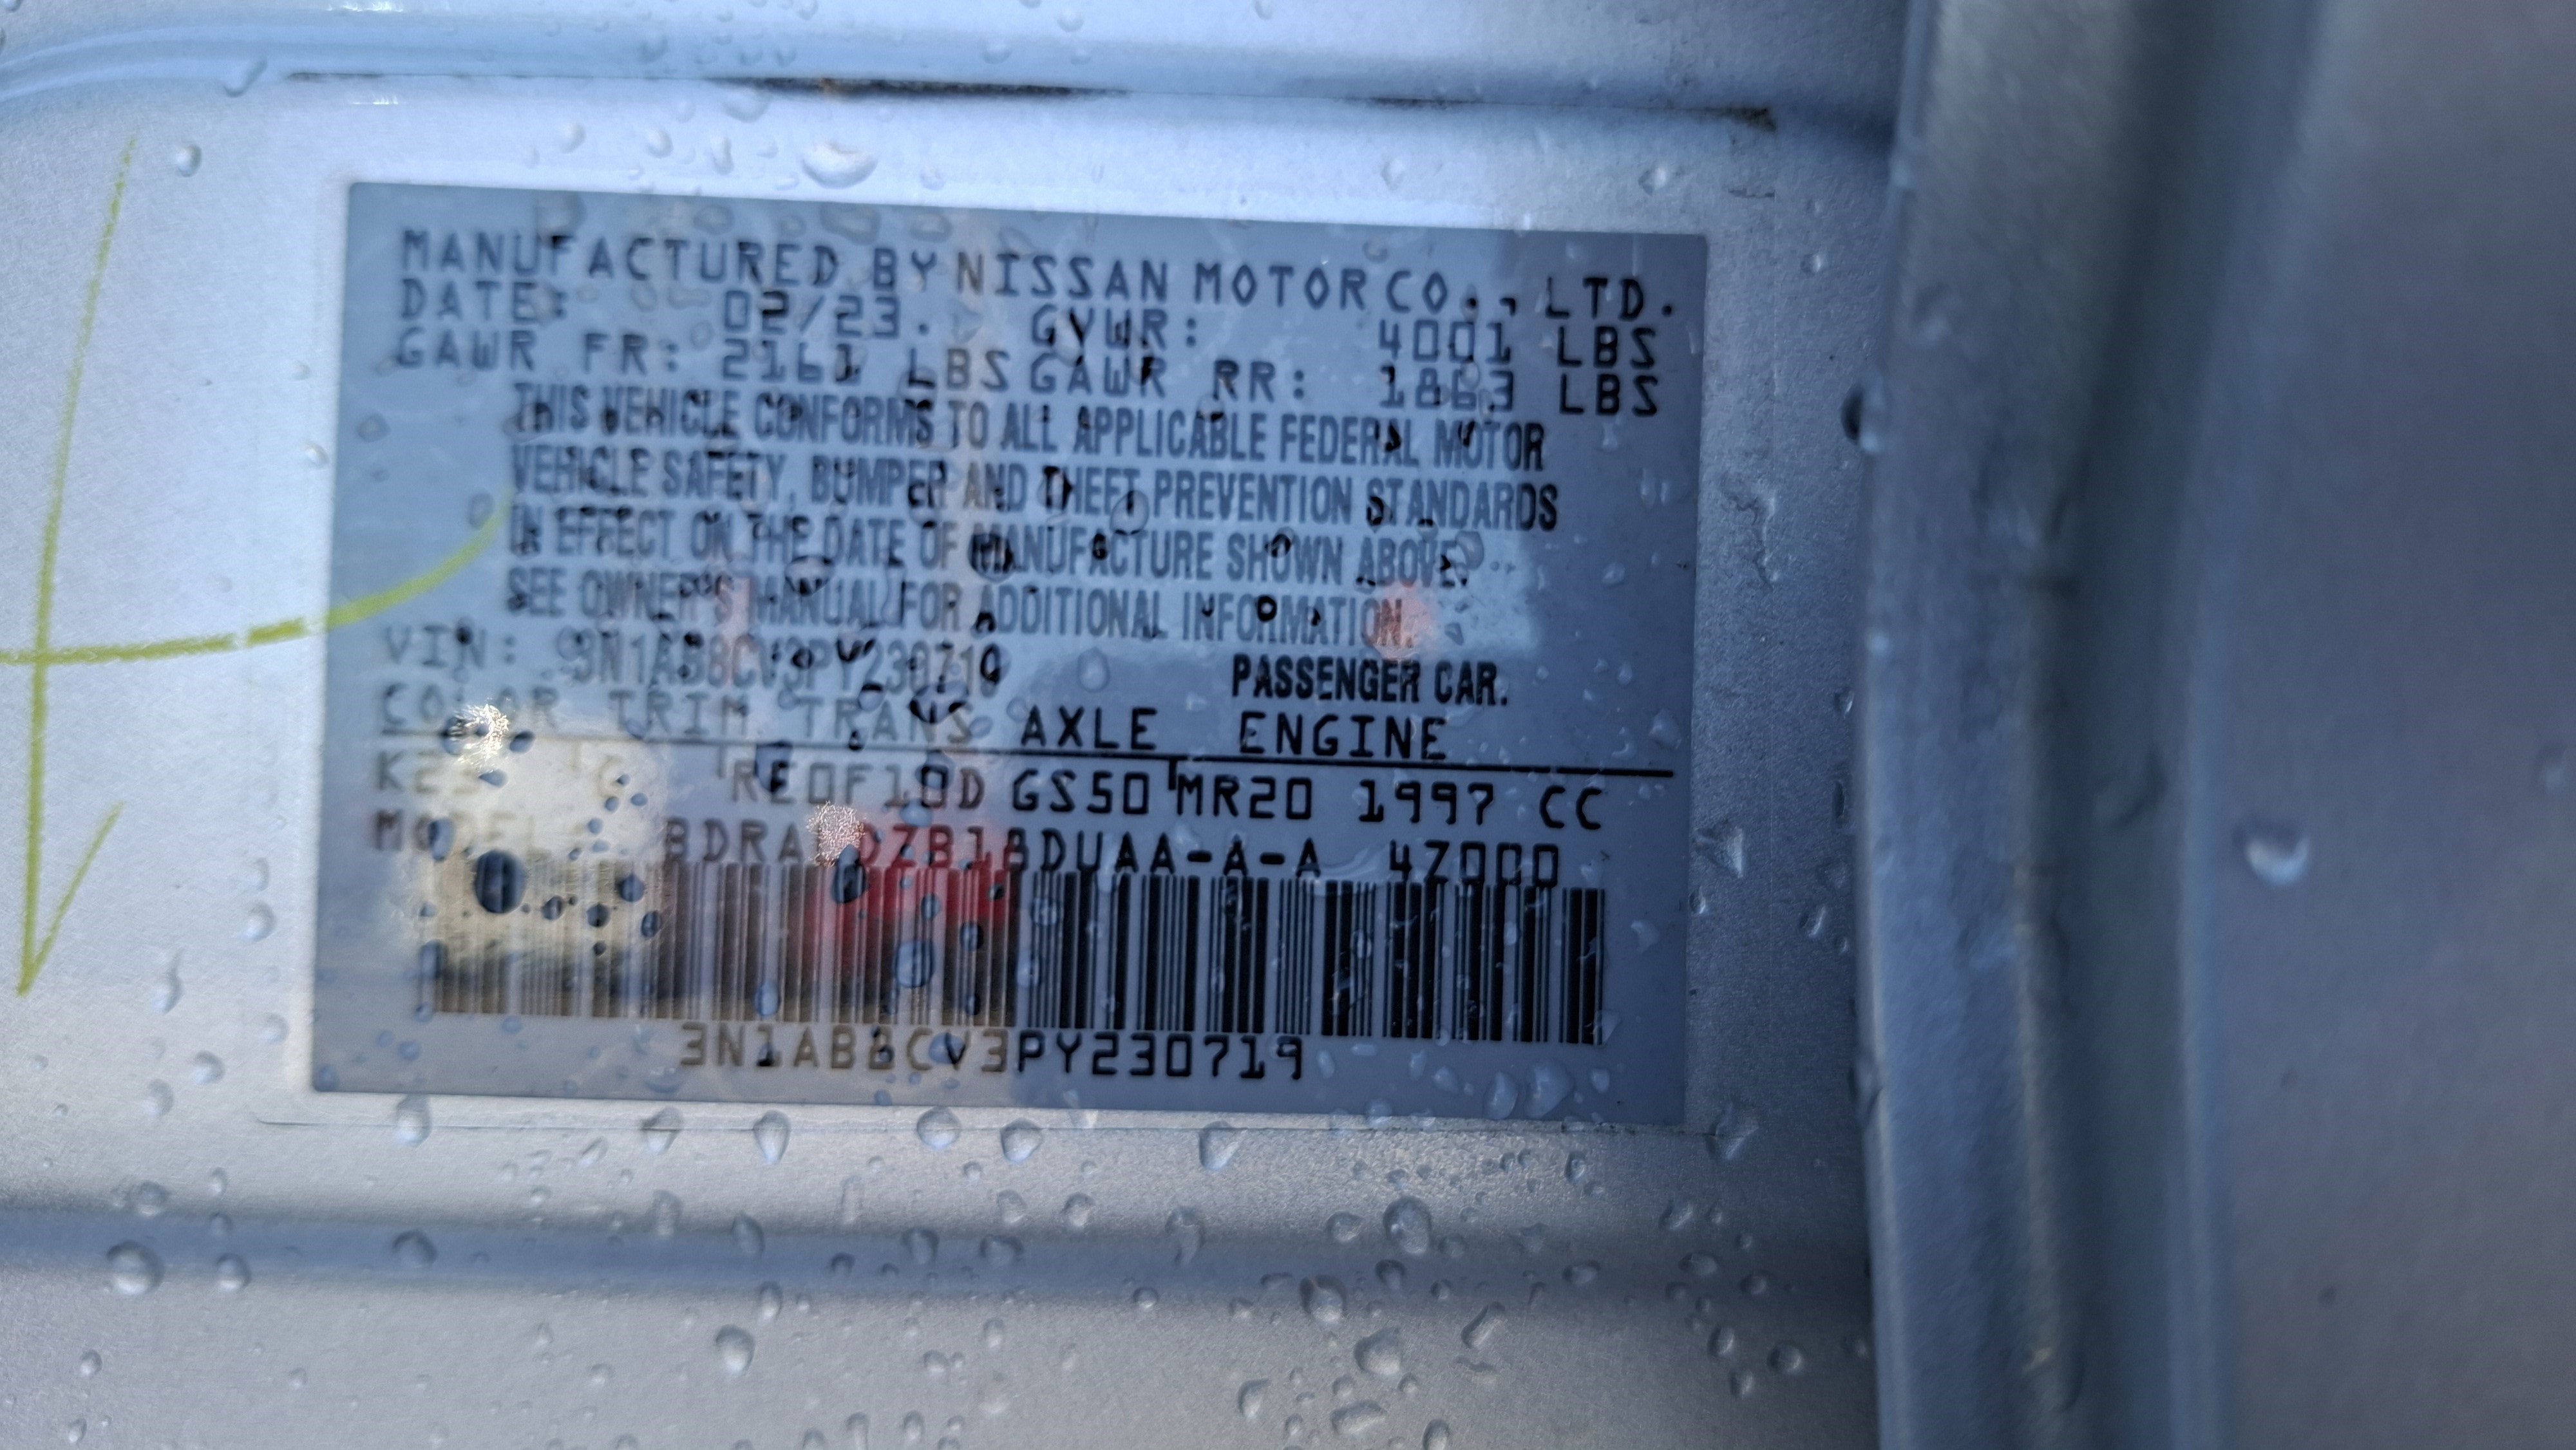 MANUFACTURED BY NISSAN MOTOR CO., LTD.
DATE: 02/23. GVWR: 4001 LBS
GAWR FR: 2161 LBS GAWR RR: 1863 LBS
THIS VEHICLE CONFORMS TO ALL APPLICABLE FEDERAL MOTOR
VEHICLE SAFETY, BUMPER AND THEFT PREVENTION STANDARDS
IN EFFECT ON THE DATE OF MANUFACTURE SHOWN ABOVE.
SEE OWNER'S MANUAL FOR ADDITIONAL INFORMATION.
VIN: 3N1AB8CV3PY230719 PASSENGER CAR.
COLOR TRIM TRANS AXLE ENGINE
K23 G RE0F10D GS50 MR20 1997 CC
MODEL: 4Z000
3N1AB8CV3PY230719